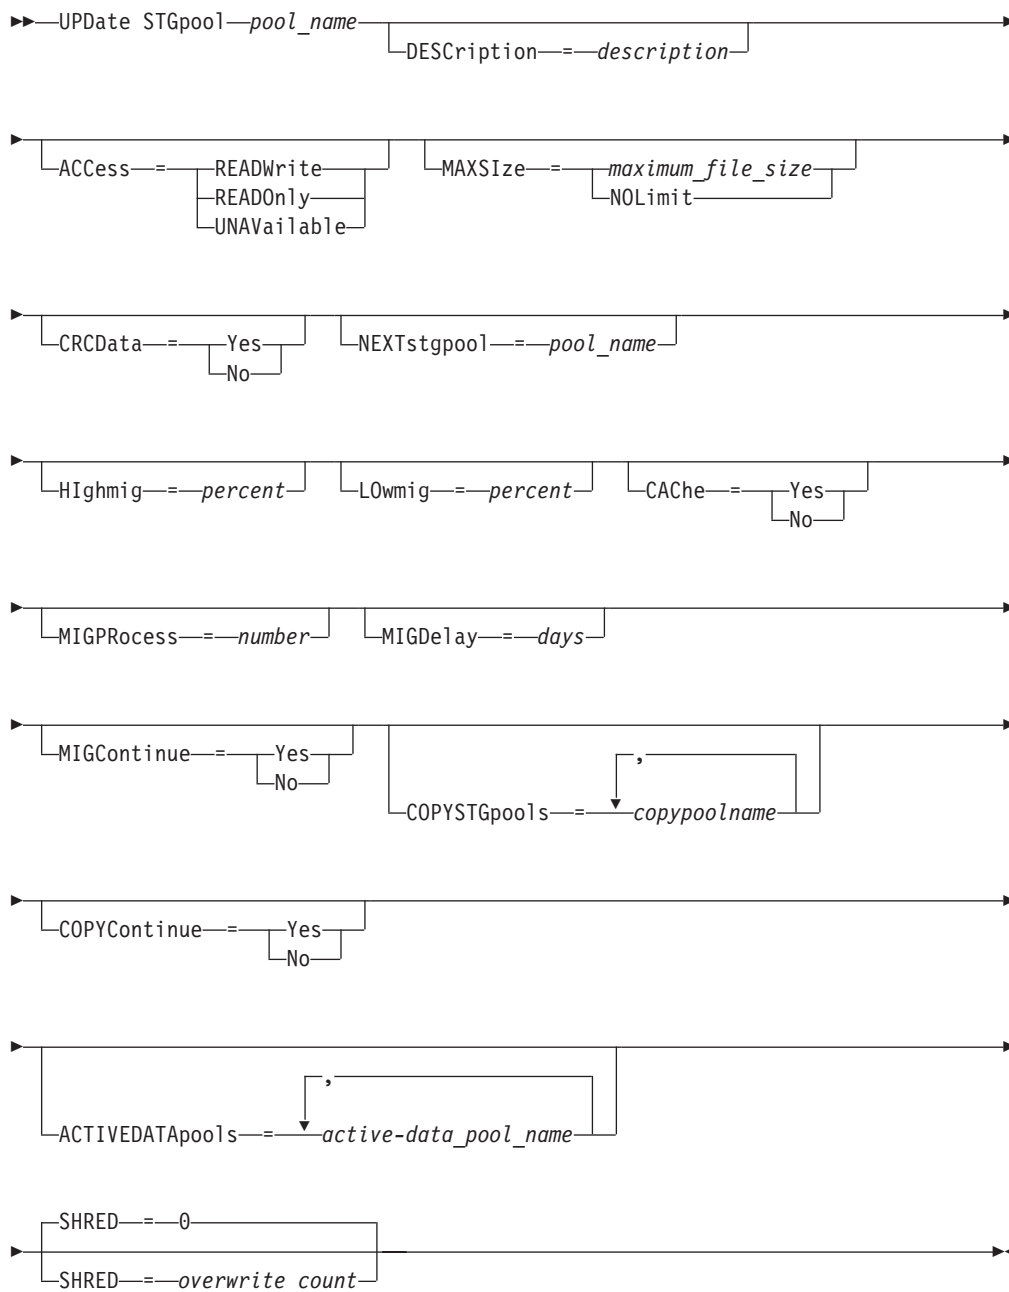 UPDate STGpool pool_name
DESCription = description
ACCess = READWrite
READOnly
UNAVailable
MAXSIze = maximum_file_size
NOLimit
CRCData = Yes
No
NEXTstgpool = pool_name
HIghmig = percent
LOwmig = percent
CAChe = Yes
No
MIGPRocess = number
MIGDelay = days
MIGContinue = Yes
No
,
COPYSTGpools = copypoolname
COPYContinue = Yes
No
,
ACTIVEDATApools = active-data_pool_name
SHRED = 0
SHRED = overwrite count